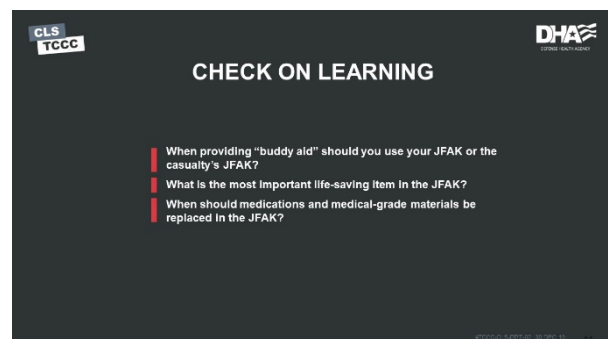 CLS
TCCC
DHA
DEFENSE HEALTH AGENCY
CHECK ON LEARNING
When providing “buddy aid” should you use your JFAK or the
casualty’s JFAK?
What is the most important life-saving item in the JFAK?
When should medications and medical-grade materials be
replaced in the JFAK?